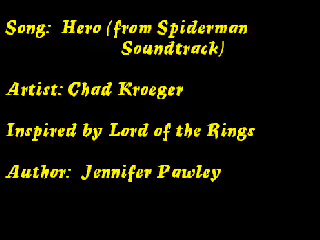 Song: Hero (from Spiderman
Soundtrack)
Artist: Chad Kroeger
Inspired by Lord of the Rings
Author: Jennifer Pawley